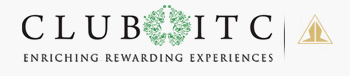 CLUB ITC
ENRICHING REWARDING EXPERIENCES